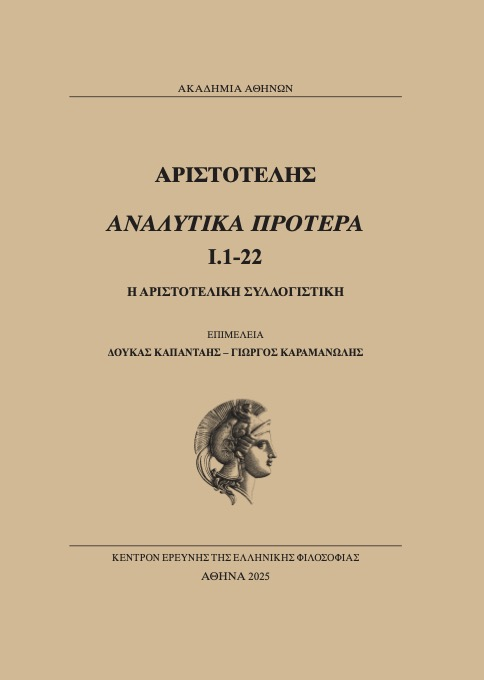 ΑΚΑΔΗΜΙΑ ΑΘΗΝΩΝ
ΑΡΙΣΤΟΤΕΛΗΣ
ΑΝΑΛΥΤΙΚΑ ΠΡΟΤΕΡΑ
I.1-22
Η ΑΡΙΣΤΟΤΕΛΙΚΗ ΣΥΛΛΟΓΙΣΤΙΚΗ
ΕΠΙΜΕΛΕΙΑ
ΔΟΥΚΑΣ ΚΑΠΑΝΤΑΗΣ – ΓΙΩΡΓΟΣ ΚΑΡΑΜΑΝΩΛΗΣ
ΚΕΝΤΡΟΝ ΕΡΕΥΝΗΣ ΤΗΣ ΕΛΛΗΝΙΚΗΣ ΦΙΛΟΣΟΦΙΑΣ
ΑΘΗΝΑ 2025